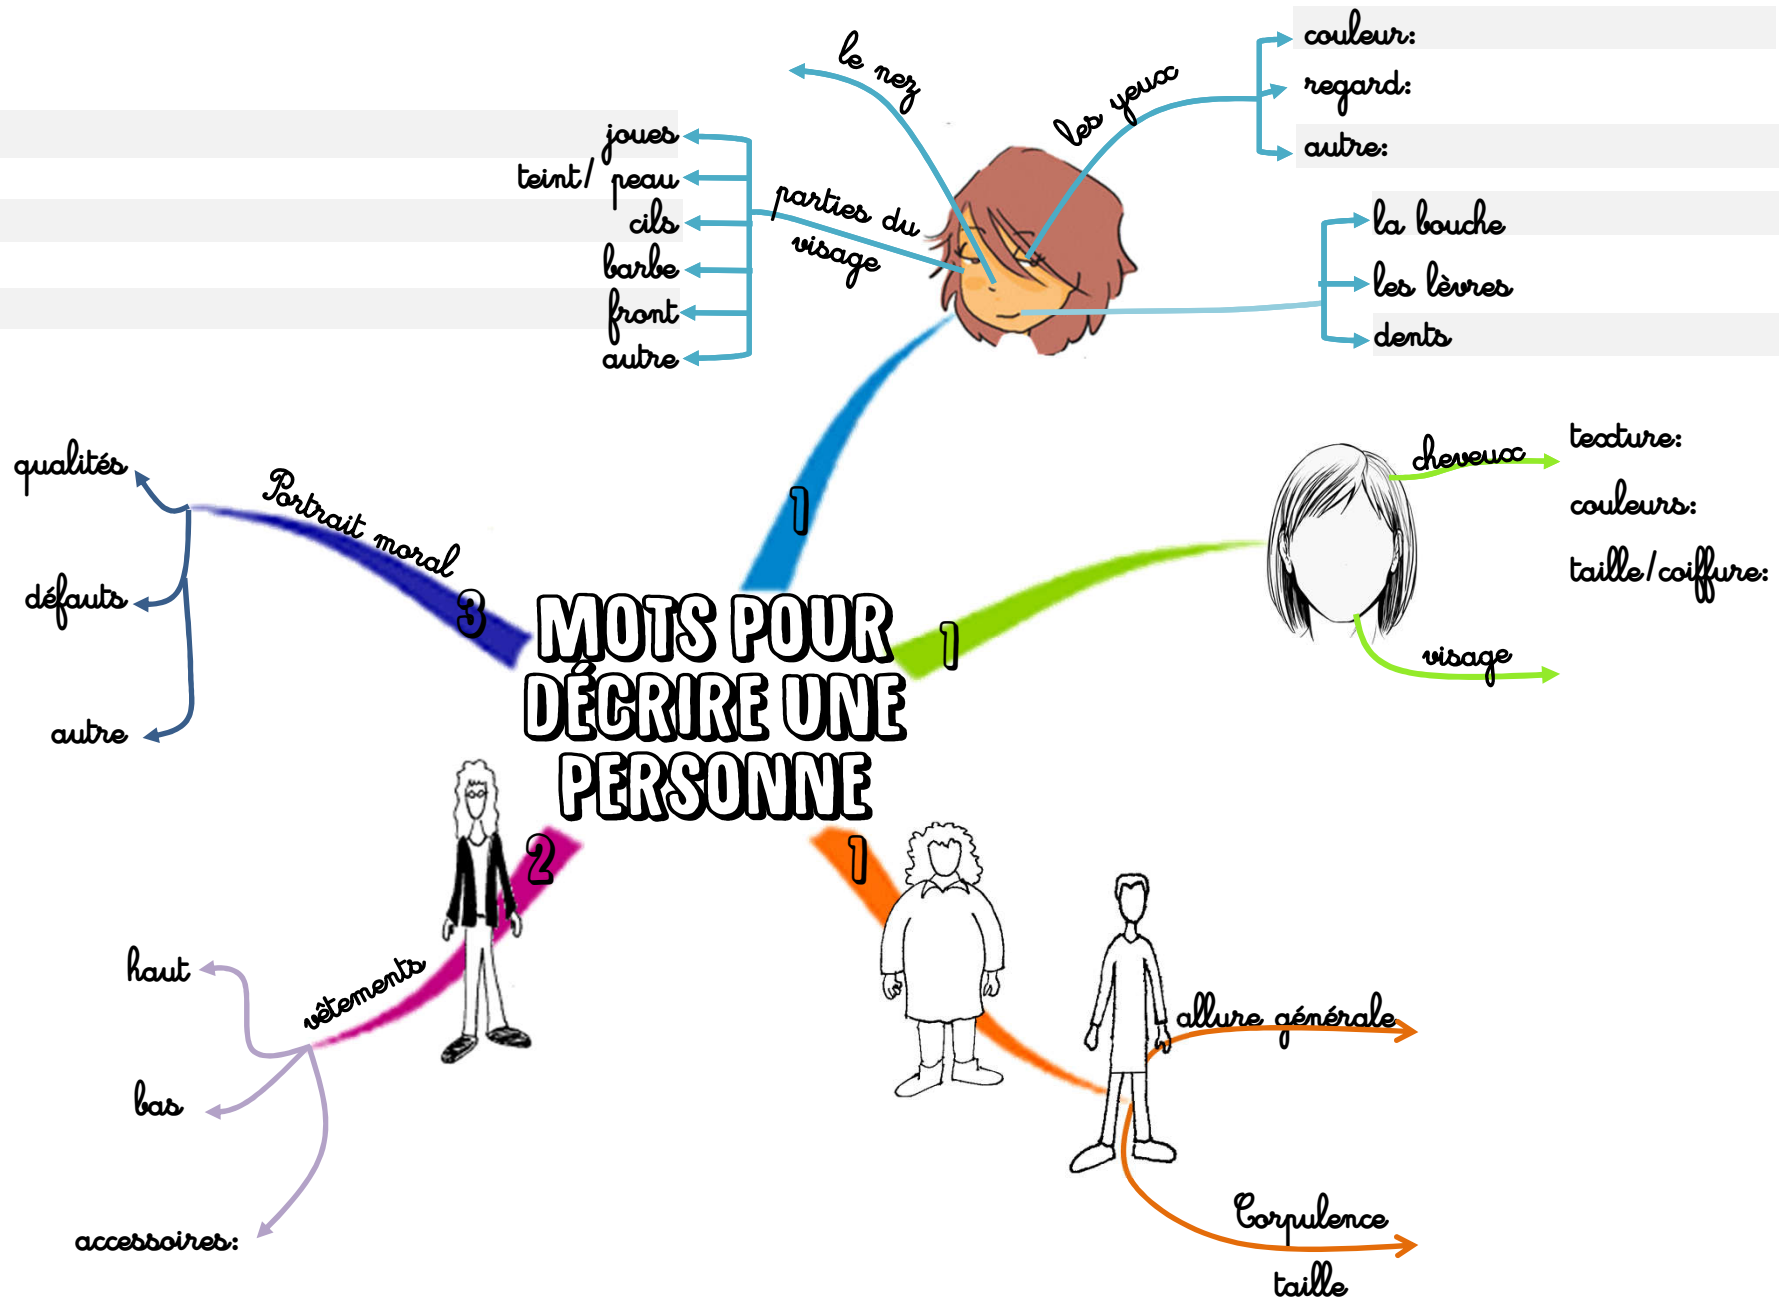 le nez
les yeux
couleur:
regard:
autre:
joues
teint/ peau
cils
barbe
front
autre
parties du
visage
la bouche
les lèvres
dents
qualités
défauts
autre
Portrait moral
3
1
1
cheveux
texture:
couleurs:
taille/coiffure:
visage
MOTS POUR
DÉCRIRE UNE
PERSONNE
2
1
vêtements
haut
bas
accessoires:
allure générale
Corpulence
taille